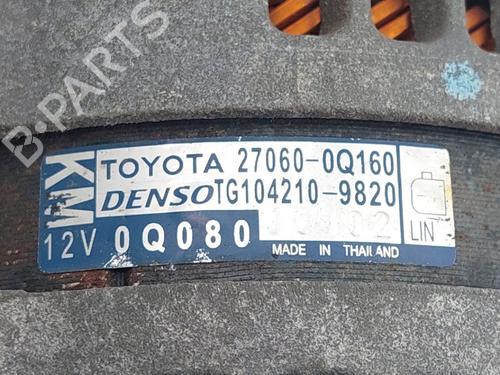 B-PARTS
KM
TOYOTA 27060-0Q160
DENSO TG104210-9820
12V 0Q080
LIN
MADE IN THAILAND